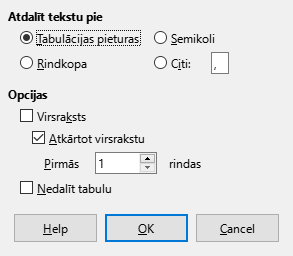 Atdalīt tekstu pie
Tabulācijas pieturas Semikoli
Rindkopa Citi: ,
Opcijas
Virsraksts
Atkārtot virsrakstu
Pirmās 1 rindas
Nedalīt tabulu
Help OK Cancel